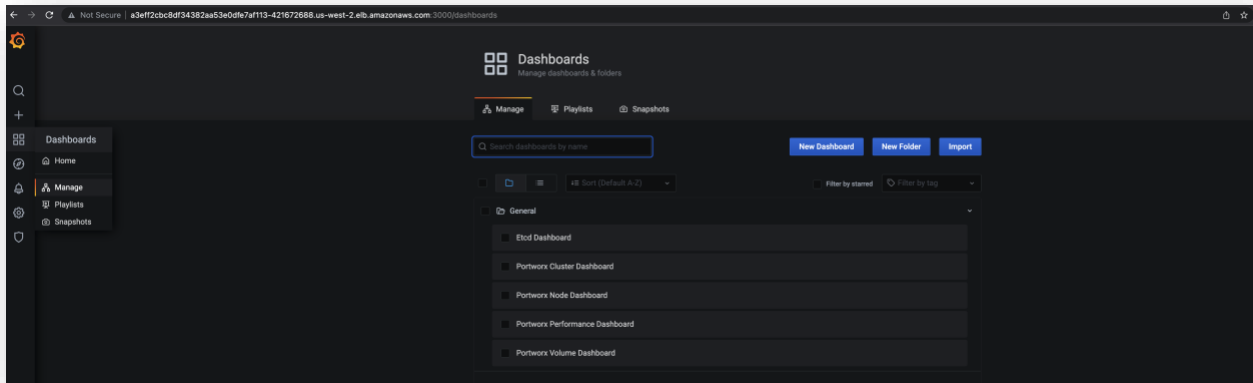 Not Secure | a3eff2cbc8df34382aa53e0dfe7af113-421672688.us-west-2.elb.amazonaws.com:3000/dashboards
Dashboards
Manage dashboards & folders
Manage Playlists Snapshots
Dashboards
Home
Manage
Playlists
Snapshots
Search dashboards by name
New Dashboard New Folder Import
Sort (Default A-Z) Filter by starred Filter by tag
General
Etcd Dashboard
Portworx Cluster Dashboard
Portworx Node Dashboard
Portworx Performance Dashboard
Portworx Volume Dashboard